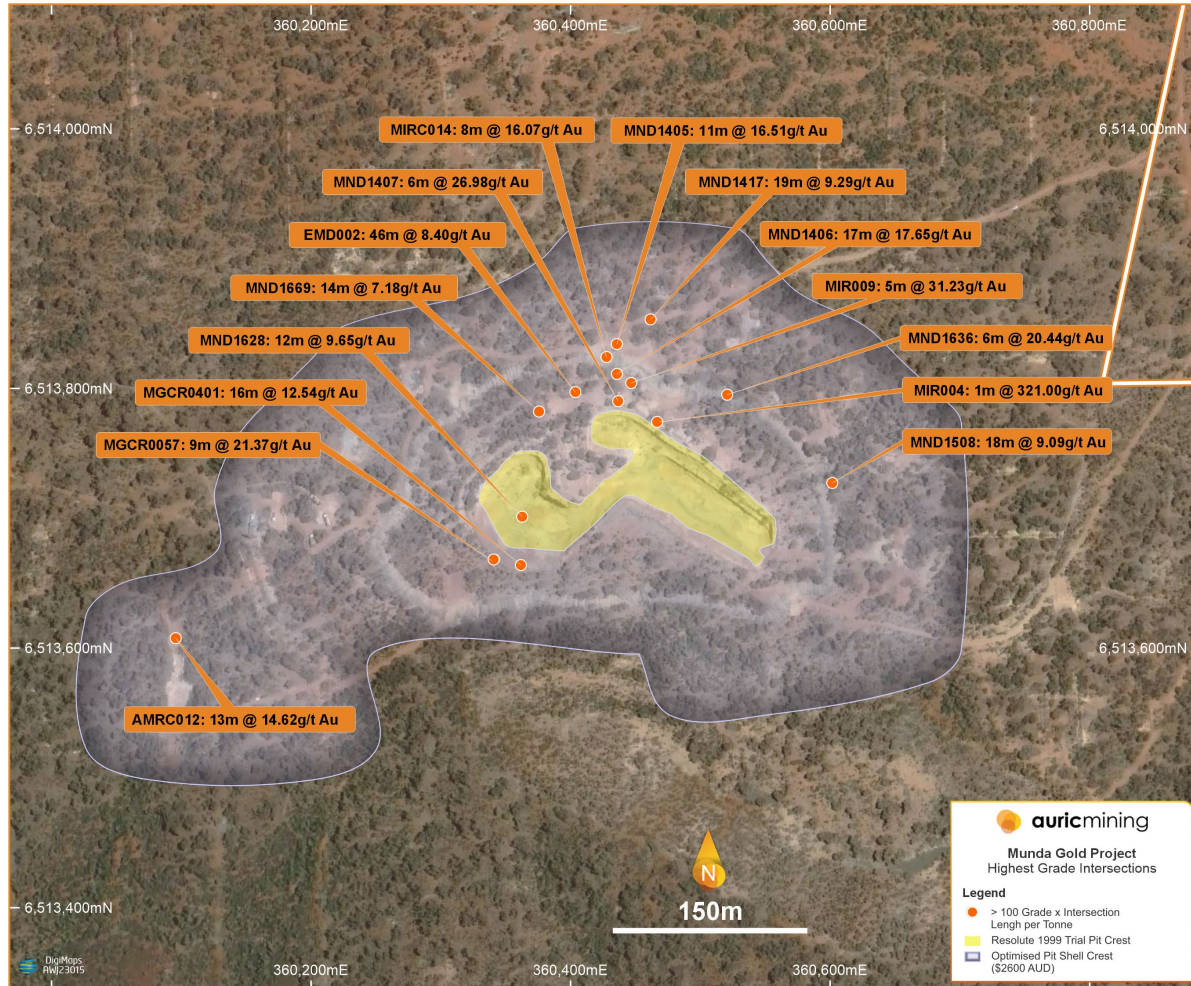 360,200mE
360,400mE
360,600mE
360,800mE
6,514,000mN
6,514,000mN
MIRC014: 8m @ 16.07g/t Au
MND1405: 11m @ 16.51g/t Au
MND1407: 6m @ 26.98g/t Au
MND1417: 19m @ 9.29g/t Au
EMD002: 46m @ 8.40g/t Au
MND1406: 17m @ 17.65g/t Au
MND1669: 14m @ 7.18g/t Au
MIR009: 5m @ 31.23g/t Au
MND1628: 12m @ 9.65g/t Au
MND1636: 6m @ 20.44g/t Au
6,513,800mN
MGCR0401: 16m @ 12.54g/t Au
MIR004: 1m @ 321.00g/t Au
MGCR0057: 9m @ 21.37g/t Au
MND1508: 18m @ 9.09g/t Au
6,513,600mN
6,513,600mN
AMRC012: 13m @ 14.62g/t Au
N
150m
6,513,400mN
auricmining
Munda Gold Project
Highest Grade Intersections
Legend
> 100 Grade x Intersection
Lengh per Tonne
Resolute 1999 Trial Pit Crest
Optimised Pit Shell Crest
($2600 AUD)
DigiMaps
AWJ23015
360,200mE
360,400mE
360,600mE